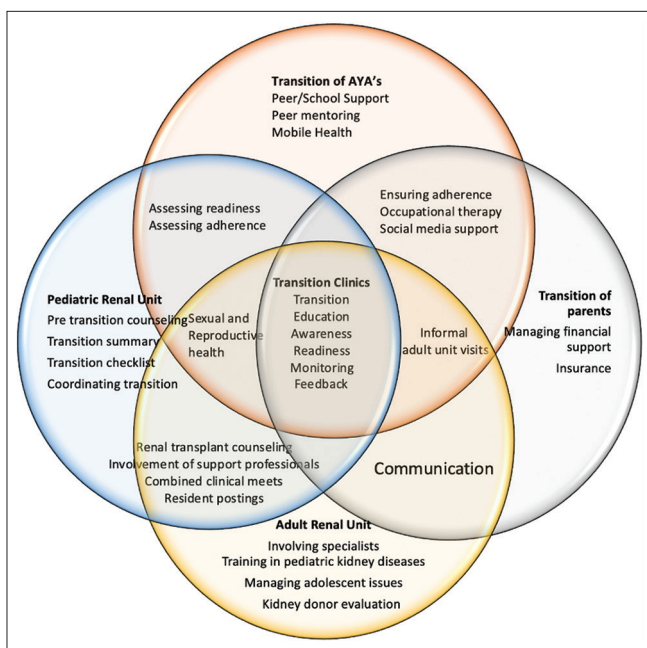 Transition of AYA's
Peer/School Support
Peer mentoring
Mobile Health
Assessing readiness
Assessing adherence
Ensuring adherence
Occupational therapy
Social media support
Pediatric Renal Unit
Pre transition counseling
Transition summary
Transition checklist
Coordinating transition
Sexual and
Reproductive
health
Transition Clinics
Transition
Education
Awareness
Readiness
Monitoring
Feedback
Informal
adult unit visits
Transition of
parents
Managing financial
support
Insurance
Renal transplant counseling
Involvement of support professionals
Combined clinical meets
Resident postings
Communication
Adult Renal Unit
Involving specialists
Training in pediatric kidney diseases
Managing adolescent issues
Kidney donor evaluation